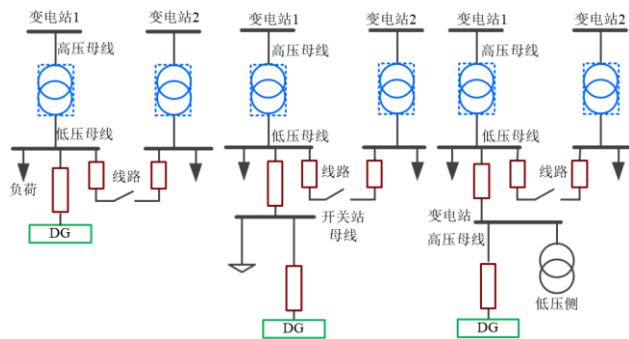 变电站1
变电站2
高压母线
低压母线
负荷
线路
DG
变电站1
变电站2
高压母线
低压母线
线路
开关站
母线
DG
变电站1
变电站2
高压母线
低压母线
线路
变电站
高压母线
低压侧
DG